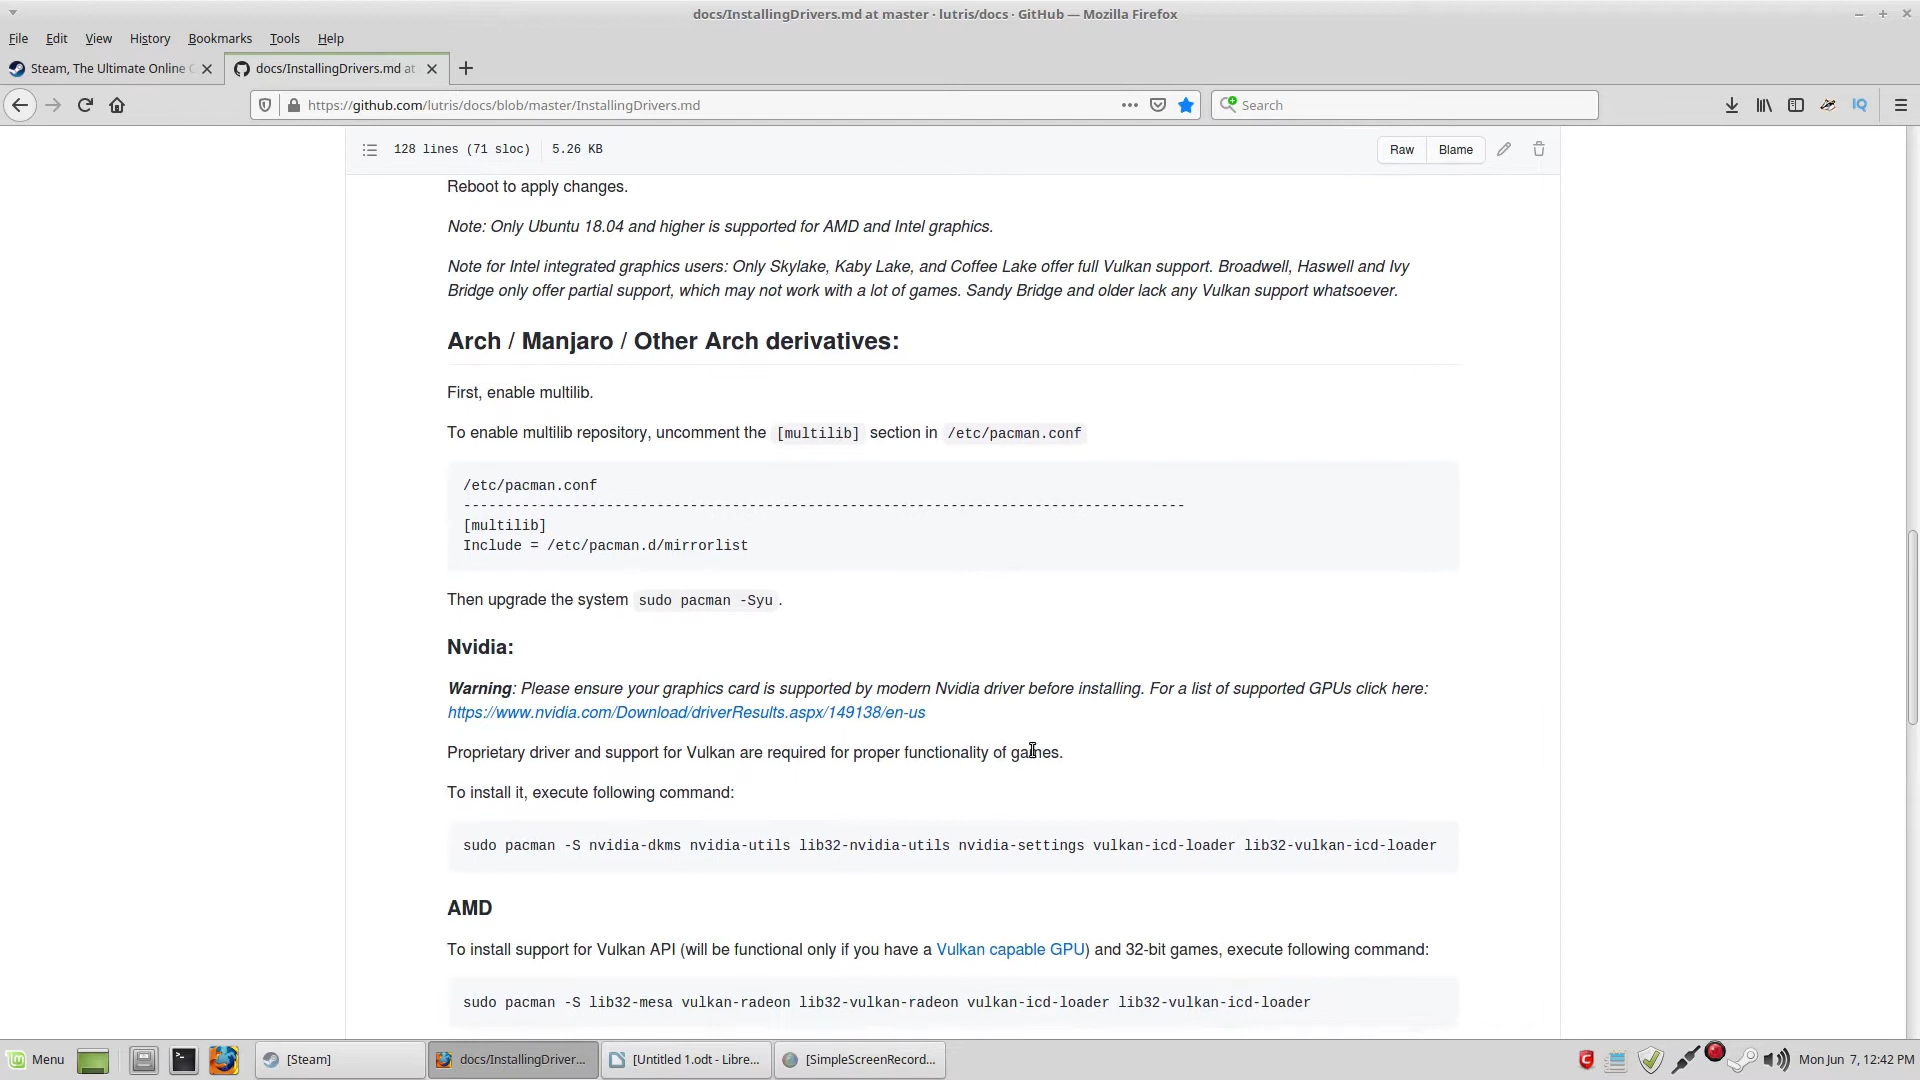 docs/InstallingDrivers.md at master · lutris/docs · GitHub — Mozilla Firefox
File Edit View History Bookmarks Tools Help
Steam, The Ultimate Online G
docs/InstallingDrivers.md at
https://github.com/lutris/docs/blob/master/InstallingDrivers.md
Search
128 lines (71 sloc) 5.26 KB
Raw Blame
Reboot to apply changes.
Note: Only Ubuntu 18.04 and higher is supported for AMD and Intel graphics.
Note for Intel integrated graphics users: Only Skylake, Kaby Lake, and Coffee Lake offer full Vulkan support. Broadwell, Haswell and Ivy
Bridge only offer partial support, which may not work with a lot of games. Sandy Bridge and older lack any Vulkan support whatsoever.
Arch / Manjaro / Other Arch derivatives:
First, enable multilib.
To enable multilib repository, uncomment the [multilib] section in /etc/pacman.conf
/etc/pacman.conf
--------------------------------------------------------------------------------------
[multilib]
Include = /etc/pacman.d/mirrorlist
Then upgrade the system sudo pacman -Syu.
Nvidia:
Warning: Please ensure your graphics card is supported by modern Nvidia driver before installing. For a list of supported GPUs click here:
https://www.nvidia.com/Download/driverResults.aspx/149138/en-us
Proprietary driver and support for Vulkan are required for proper functionality of games.
To install it, execute following command:
sudo pacman -S nvidia-dkms nvidia-utils lib32-nvidia-utils nvidia-settings vulkan-icd-loader lib32-vulkan-icd-loader
AMD
To install support for Vulkan API (will be functional only if you have a Vulkan capable GPU) and 32-bit games, execute following command:
sudo pacman -S lib32-mesa vulkan-radeon lib32-vulkan-radeon vulkan-icd-loader lib32-vulkan-icd-loader
Menu [Steam] docs/InstallingDriver... [Untitled 1.odt - Libre... [SimpleScreenRecord... Mon Jun 7, 12:42 PM